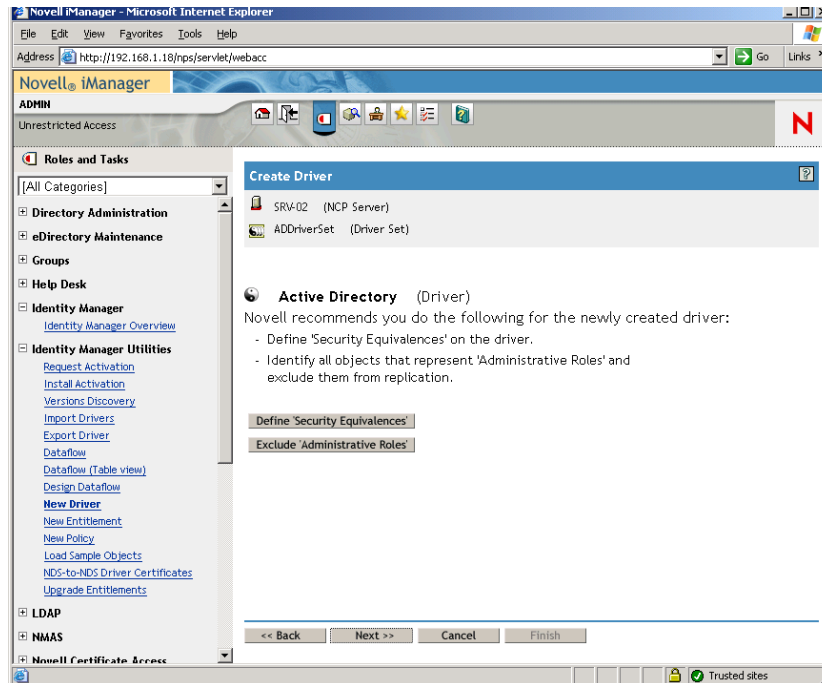 Novell iManager - Microsoft Internet Explorer
File Edit View Favorites Tools Help
Address http://192.168.1.18/nps/servlet/webacc Go Links
Novell® iManager
ADMIN
Unrestricted Access
N
Roles and Tasks
[All Categories]
Directory Administration
eDirectory Maintenance
Groups
Help Desk
Identity Manager
Identity Manager Overview
Identity Manager Utilities
Request Activation
Install Activation
Versions Discovery
Import Drivers
Export Driver
Dataflow
Dataflow (Table view)
Design Dataflow
New Driver
New Entitlement
New Policy
Load Sample Objects
NDS-to-NDS Driver Certificates
Upgrade Entitlements
LDAP
NMAS
Novell Certificate Access
Create Driver ?
SRV-02 (NCP Server)
ADDriverSet (Driver Set)
Active Directory (Driver)
Novell recommends you do the following for the newly created driver:
- Define 'Security Equivalences' on the driver.
- Identify all objects that represent 'Administrative Roles' and
exclude them from replication.
Define 'Security Equivalences'
Exclude 'Administrative Roles'
<< Back Next >> Cancel Finish
Trusted sites